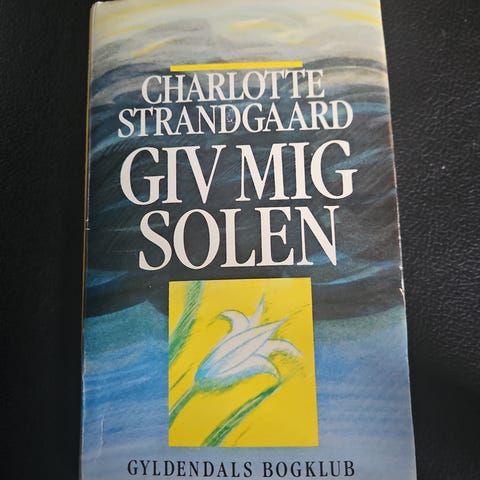 CHARLOTTE
STRANDGAARD
GIV MIG
SOLEN
GYLDENDALS BOGKLUB